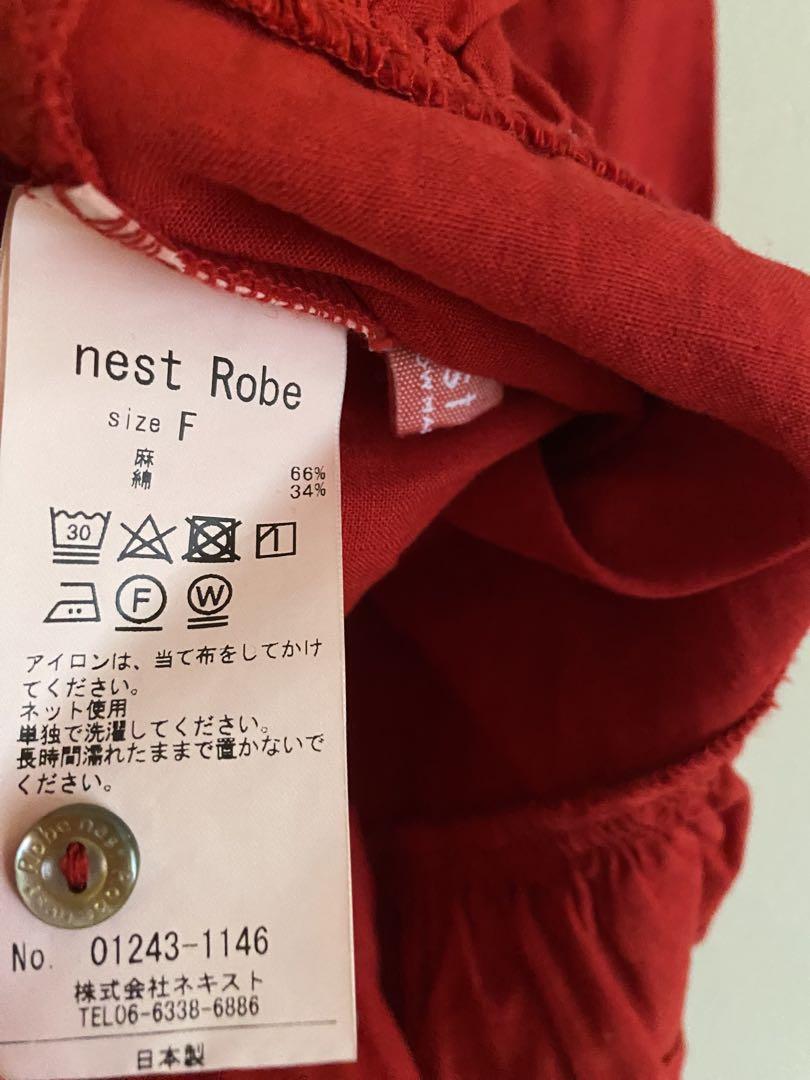 nest Robe
size F
麻 66%
綿 34%
30
F
W
アイロンは、当て布をしてかけ
てください。
ネット使用
単独で洗濯してください。
長時間濡れたままで置かないで
ください。
nest Robe nest Robe
No. 01243-1146
株式会社ネキスト
TEL06-6338-6886
日本製